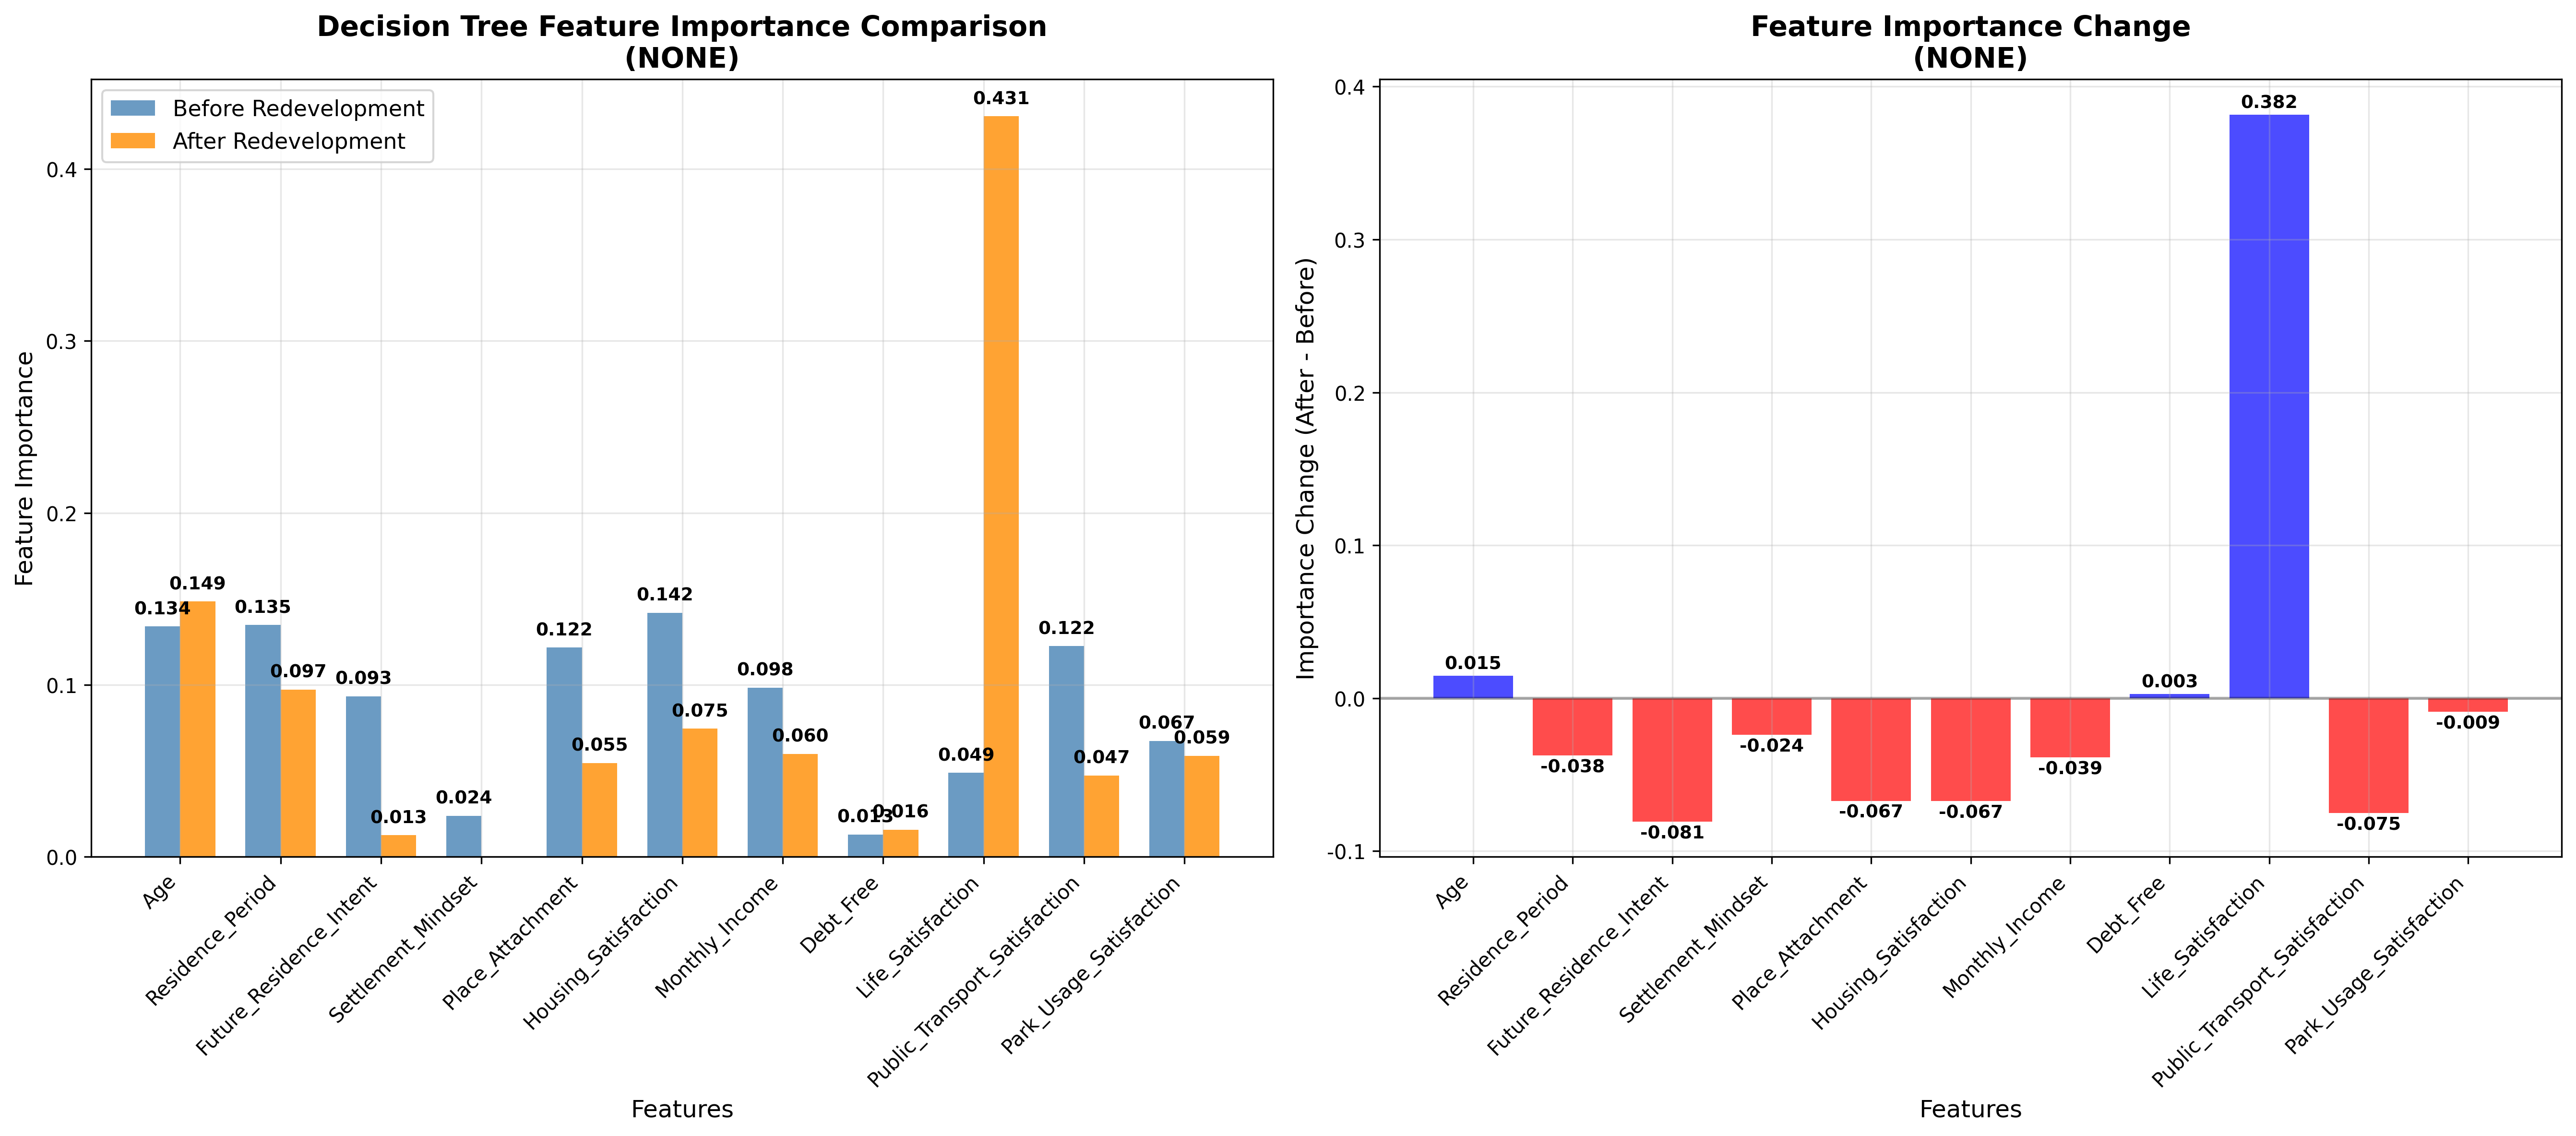 Decision Tree Feature Importance Comparison
(NONE)
Before Redevelopment
After Redevelopment
Feature Importance
0.4
0.3
0.2
0.1
0.0
0.134
0.149
0.135
0.097
0.093
0.013
0.024
0.122
0.055
0.142
0.075
0.098
0.060
0.013
0.016
0.049
0.431
0.122
0.047
0.067
0.059
Age
Residence_Period
Future_Residence_Intent
Settlement_Mindset
Place_Attachment
Housing_Satisfaction
Monthly_Income
Debt_Free
Life_Satisfaction
Public_Transport_Satisfaction
Park_Usage_Satisfaction
Features
Feature Importance Change
(NONE)
Importance Change (After - Before)
0.4
0.3
0.2
0.1
0.0
-0.1
0.015
-0.038
-0.081
-0.024
-0.067
-0.067
-0.039
0.003
0.382
-0.075
-0.009
Age
Residence_Period
Future_Residence_Intent
Settlement_Mindset
Place_Attachment
Housing_Satisfaction
Monthly_Income
Debt_Free
Life_Satisfaction
Public_Transport_Satisfaction
Park_Usage_Satisfaction
Features